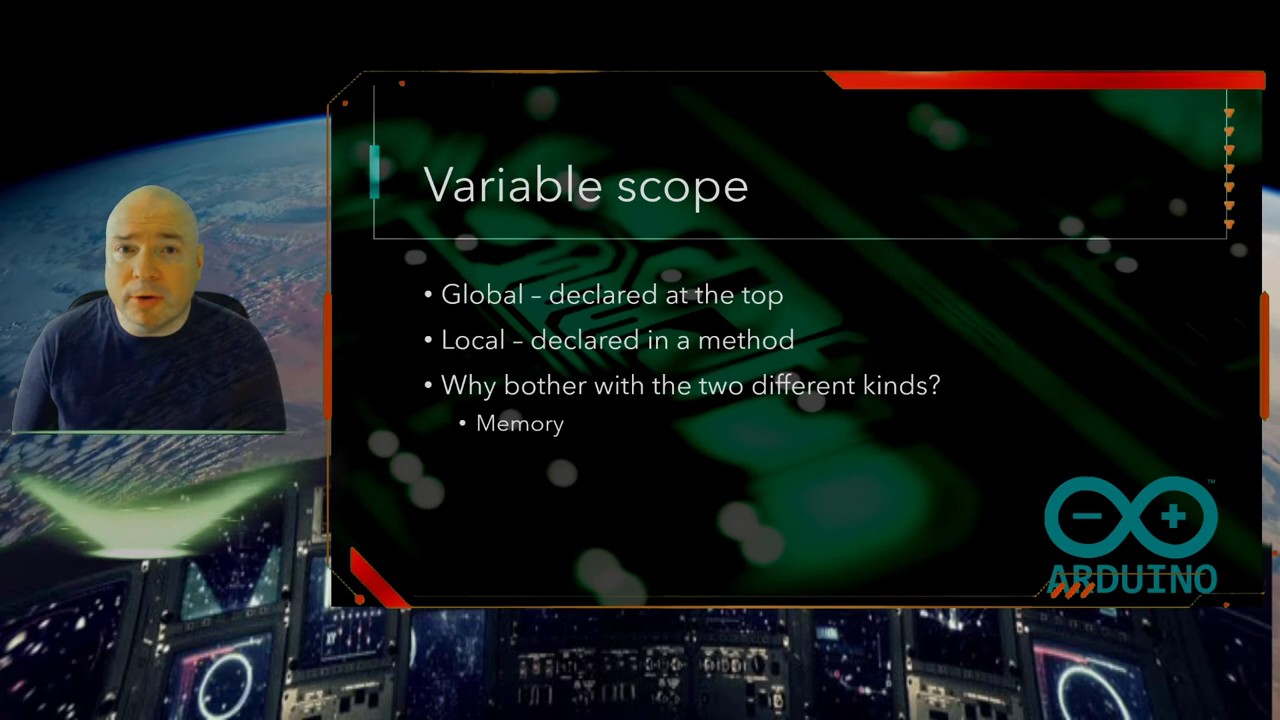 Variable scope
• Global – declared at the top
• Local – declared in a method
• Why bother with the two different kinds?
• Memory
ARDUINO
™